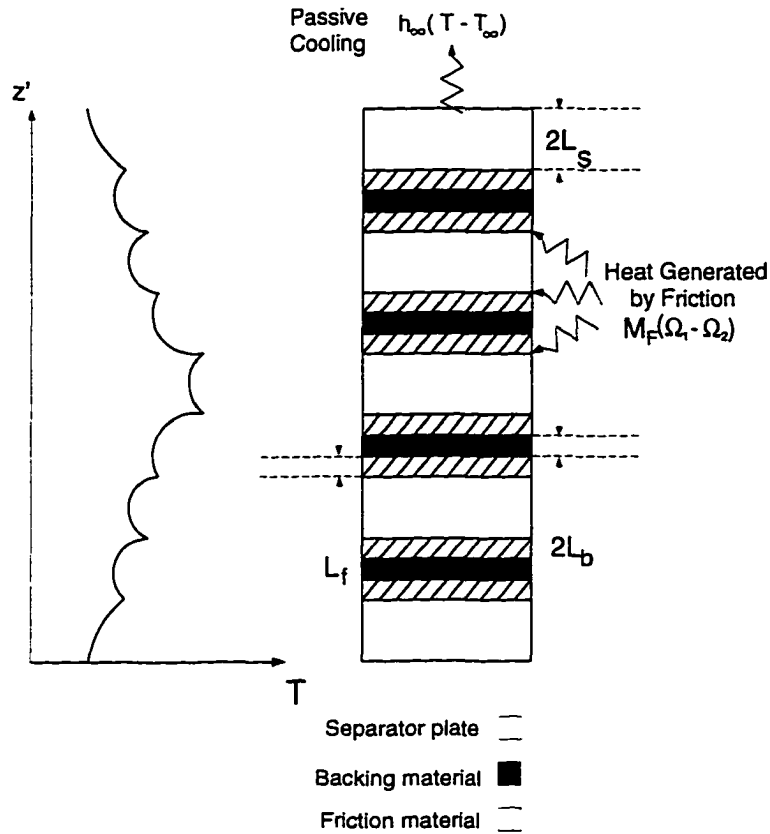 Passive
Cooling
h∞(T - T∞)
z'
2Ls
Heat Generated
by Friction
MF(Ω1 - Ω2)
Lf
2Lb
T
Separator plate
Backing material
Friction material